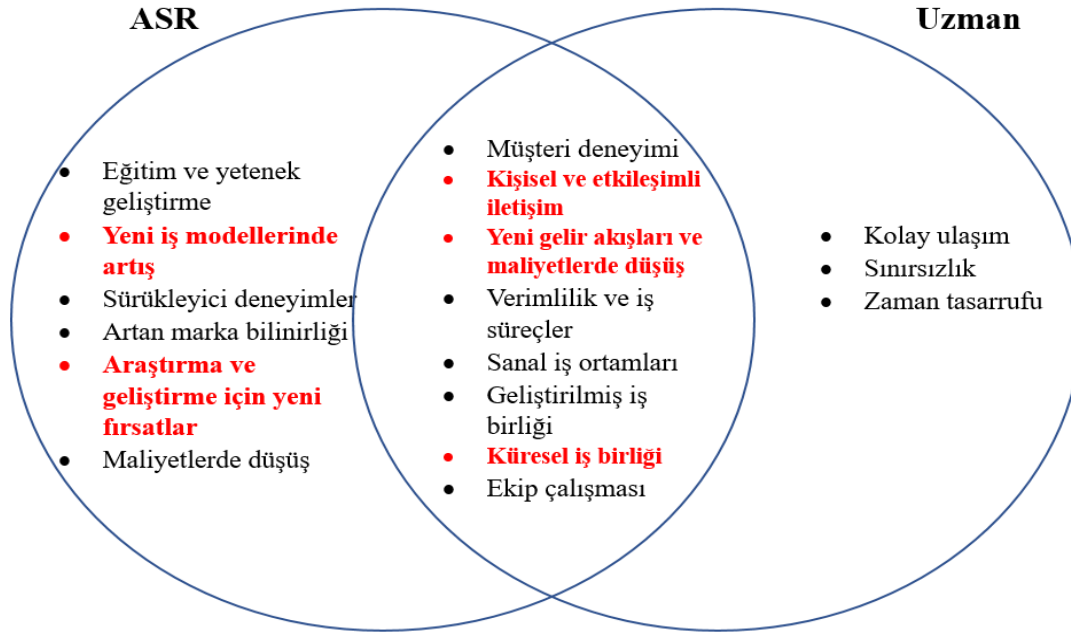 ASR
Uzman
Eğitim ve yetenek
geliştirme
Yeni iş modellerinde
artış
Sürükleyici deneyimler
Artan marka bilinirliği
Araştırma ve
geliştirme için yeni
fırsatlar
Maliyetlerde düşüş
Müşteri deneyimi
Kişisel ve etkileşimli
iletişim
Yeni gelir akışları ve
maliyetlerde düşüş
Verimlilik ve iş
süreçler
Sanal iş ortamları
Geliştirilmiş iş
birliği
Küresel iş birliği
Ekip çalışması
Kolay ulaşım
Sınırsızlık
Zaman tasarrufu